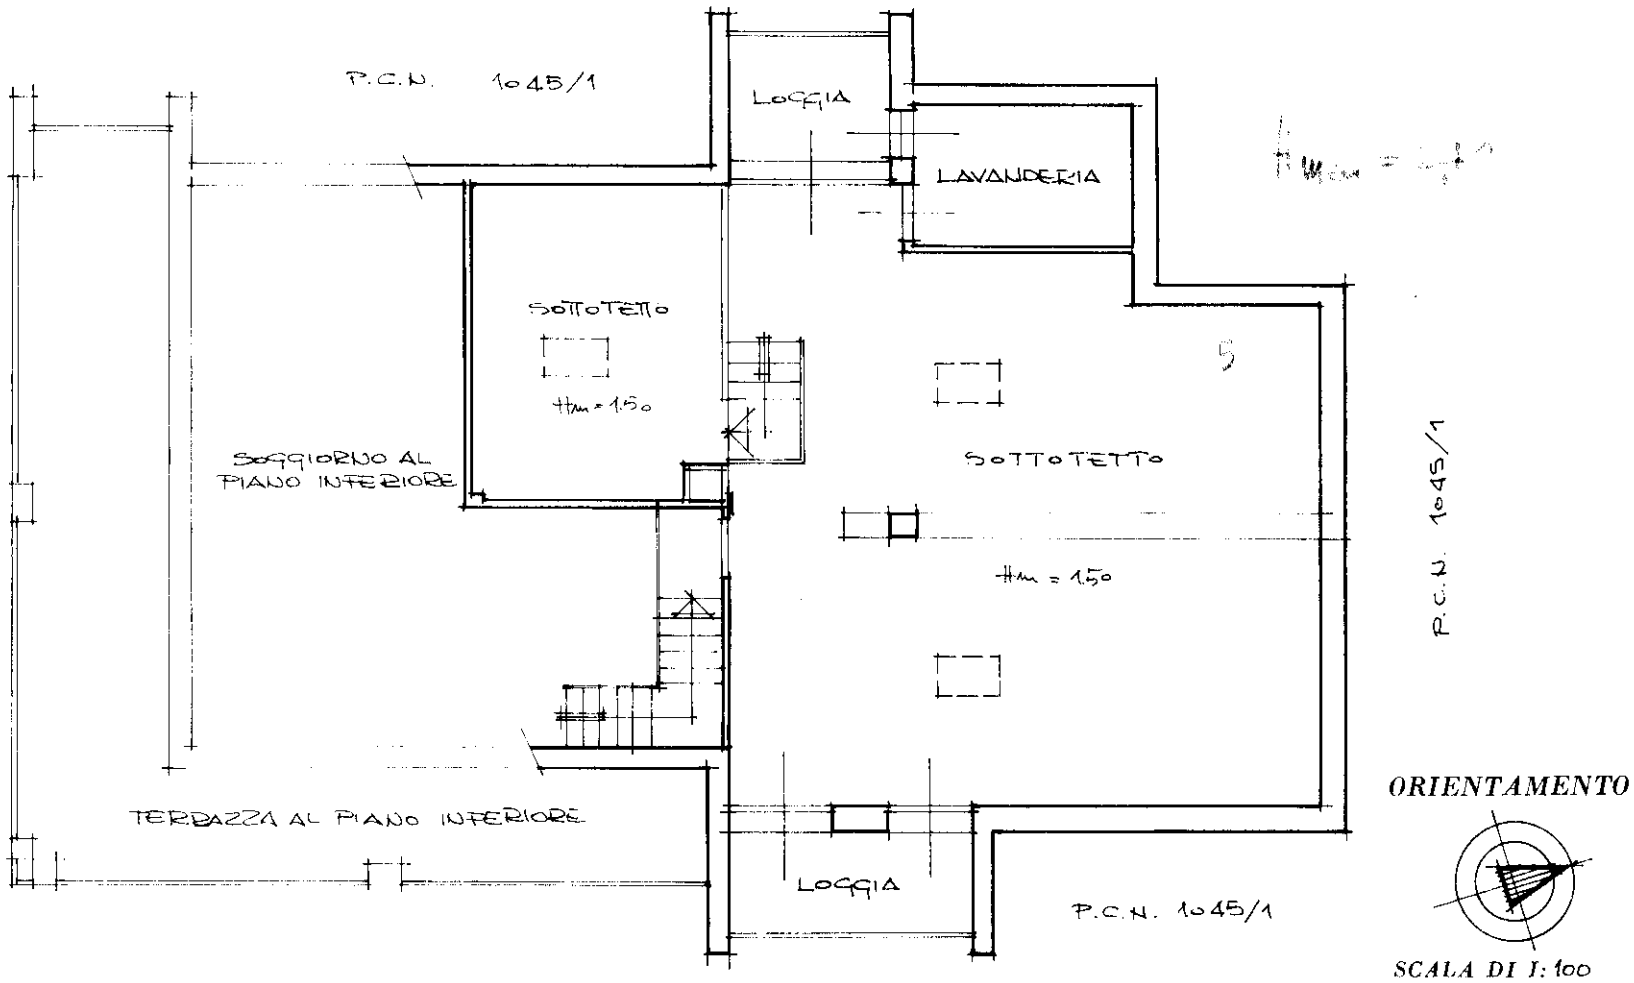 P.C.N. 1045/1
LOGGIA
LAVANDERIA
SOTTOTETTO
Hm = 1.50
5
SOGGIORNO AL
PIANO INFERIORE
SOTTOTETTO
P.C.N. 1045/1
Hm = 1.50
TERRAZZA AL PIANO INFERIORE
LOGGIA
P.C.N. 1045/1
ORIENTAMENTO
SCALA DI 1:100